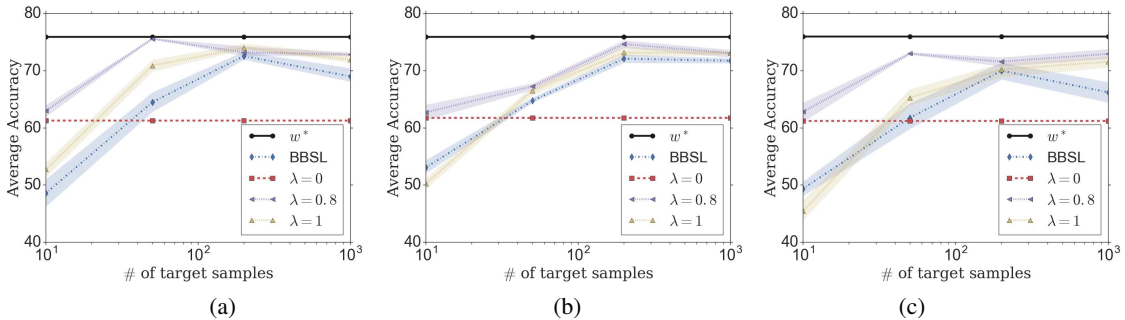 80
70
60
50
40
Average Accuracy
10^1
10^2
10^3
# of target samples
w*
BBSL
λ = 0
λ = 0.8
λ = 1
(a)
80
70
60
50
40
Average Accuracy
10^1
10^2
10^3
# of target samples
w*
BBSL
λ = 0
λ = 0.8
λ = 1
(b)
80
70
60
50
40
Average Accuracy
10^1
10^2
10^3
# of target samples
w*
BBSL
λ = 0
λ = 0.8
λ = 1
(c)